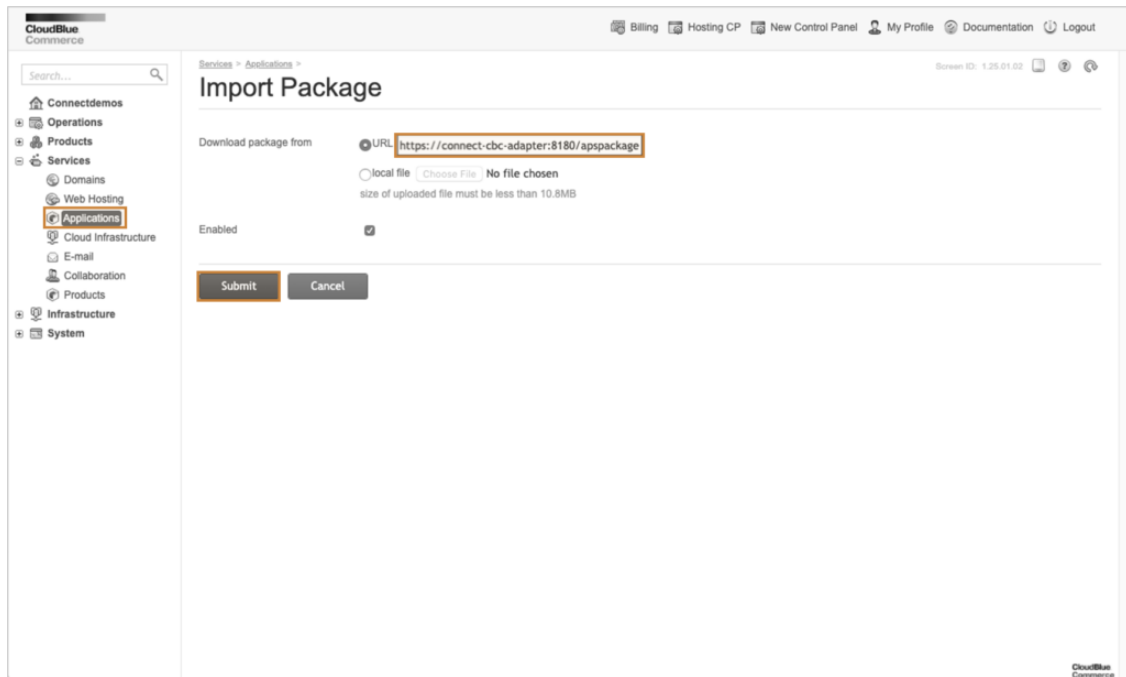 CloudBlue
Commerce
Billing Hosting CP New Control Panel My Profile Documentation Logout
Search...
Connectdemos
Operations
Products
Services
Domains
Web Hosting
Applications
Cloud Infrastructure
E-mail
Collaboration
Products
Infrastructure
System
Services > Applications >
Screen ID: 1.25.01.02
Import Package
Download package from
URL https://connect-cbc-adapter:8180/apspackage
local file Choose File No file chosen
size of uploaded file must be less than 10.8MB
Enabled
Submit Cancel
CloudBlue
Commerce